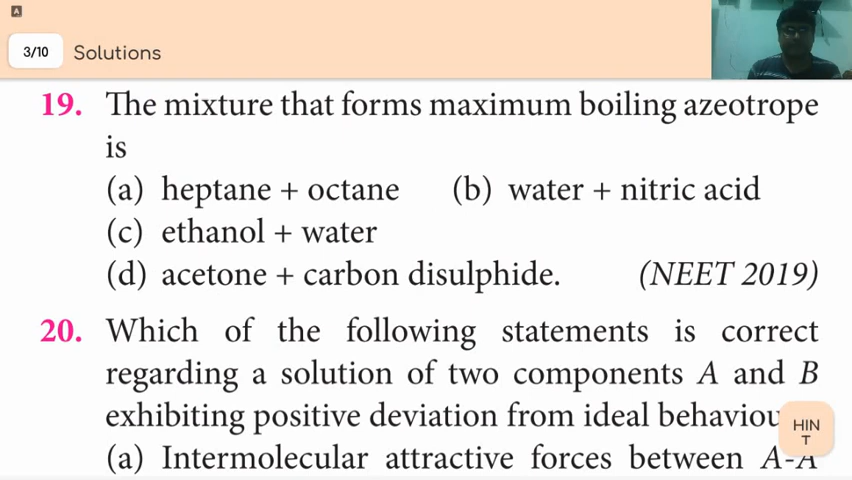 A
3/10 Solutions
19. The mixture that forms maximum boiling azeotrope
is
(a) heptane + octane (b) water + nitric acid
(c) ethanol + water
(d) acetone + carbon disulphide. (NEET 2019)
20. Which of the following statements is correct
regarding a solution of two components A and B
exhibiting positive deviation from ideal behaviou
HIN
T
(a) Intermolecular attractive forces between A-A